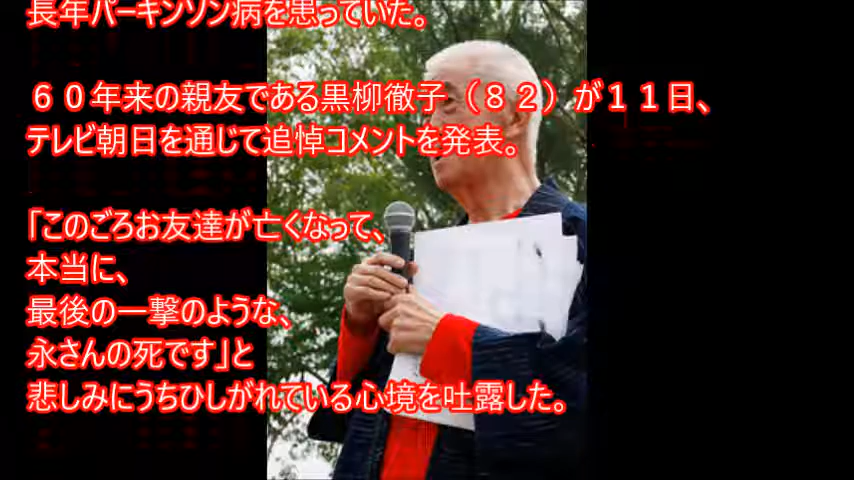 長年パーキンソン病を患っていた。
６０年来の親友である黒柳徹子（８２）が１１日、
テレビ朝日を通じて追悼コメントを発表。
「このごろお友達が亡くなって、
本当に、
最後の一撃のような、
永さんの死です」と
悲しみにうちひしがれている心境を吐露した。